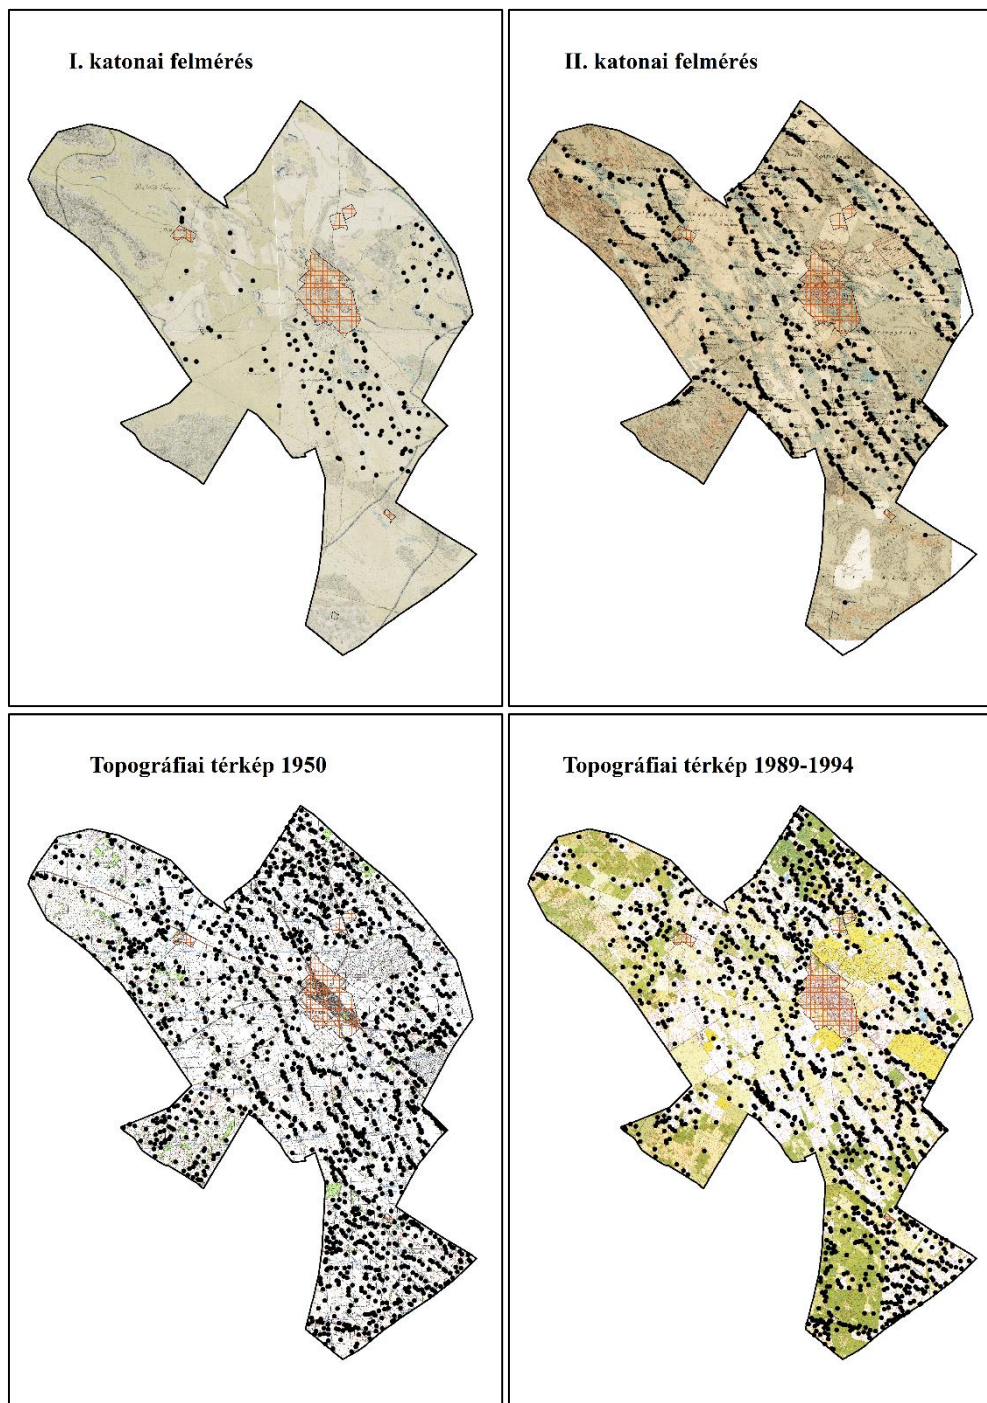 I. katonai felmérés
II. katonai felmérés
Topográfiai térkép 1950
Topográfiai térkép 1989-1994